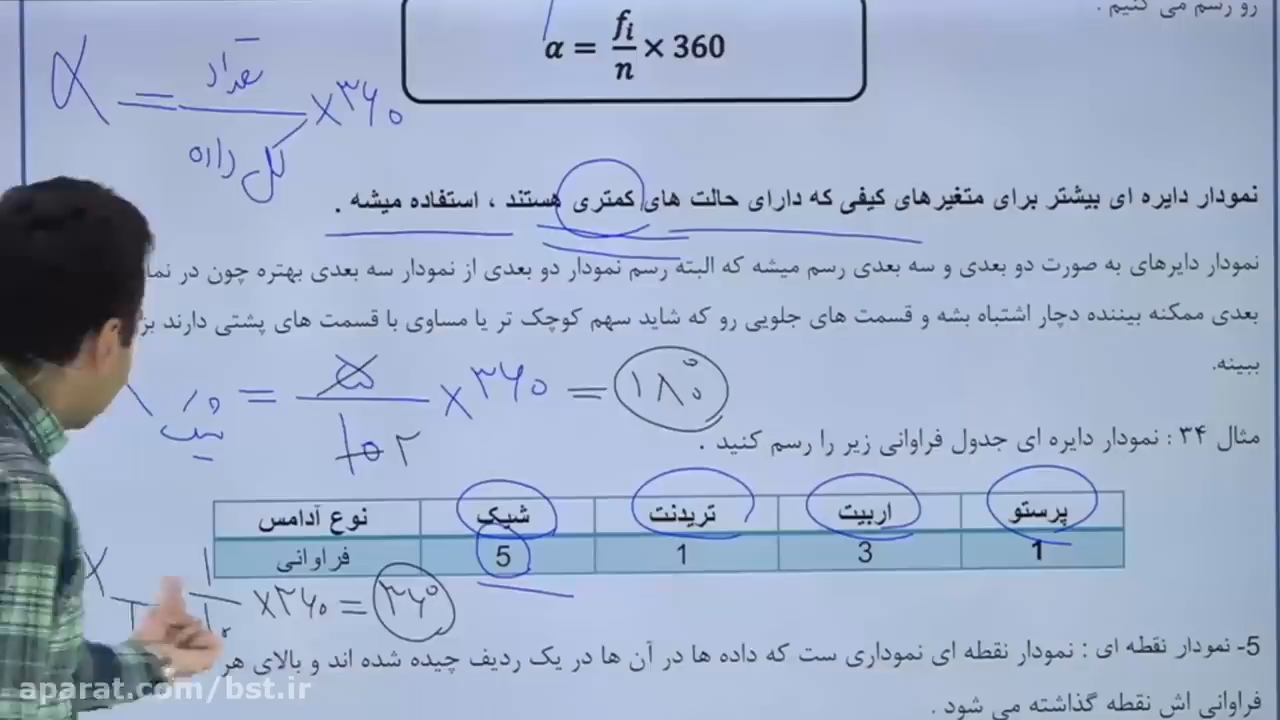 رو رسم می کنیم .
α = fi/n × 360
α = تعداد / کل داده × ۳۶۰
نمودار دایره ای بیشتر برای متغیرهای کیفی که دارای حالت های کمتری هستند ، استفاده میشه .
نمودار دایرهای به صورت دو بعدی و سه بعدی رسم میشه که البته رسم نمودار دو بعدی از نمودار سه بعدی بهتره چون در
بعدی ممکنه بیننده دچار اشتباه بشه و قسمت های جلویی رو که شاید سهم کوچک تر یا مساوی با قسمت های پشتی دارند
ببینه.
شیک = ۵ / ۱۰ ۲ × ۳۶۰ = ۱۸۰°
مثال ۳۴ : نمودار دایره ای جدول فراوانی زیر را رسم کنید .
نوع آدامس شیک تریدنت اربیت پرستو
فراوانی 5 1 3 1
۱ / ۱۰ × ۳۶۰ = ۳۶°
5- نمودار نقطه ای : نمودار نقطه ای نموداری ست که داده ها در آن ها در یک ردیف چیده شده اند و بالای هر
فراوانی اش نقطه گذاشته می شود .
aparat.com/bst.ir